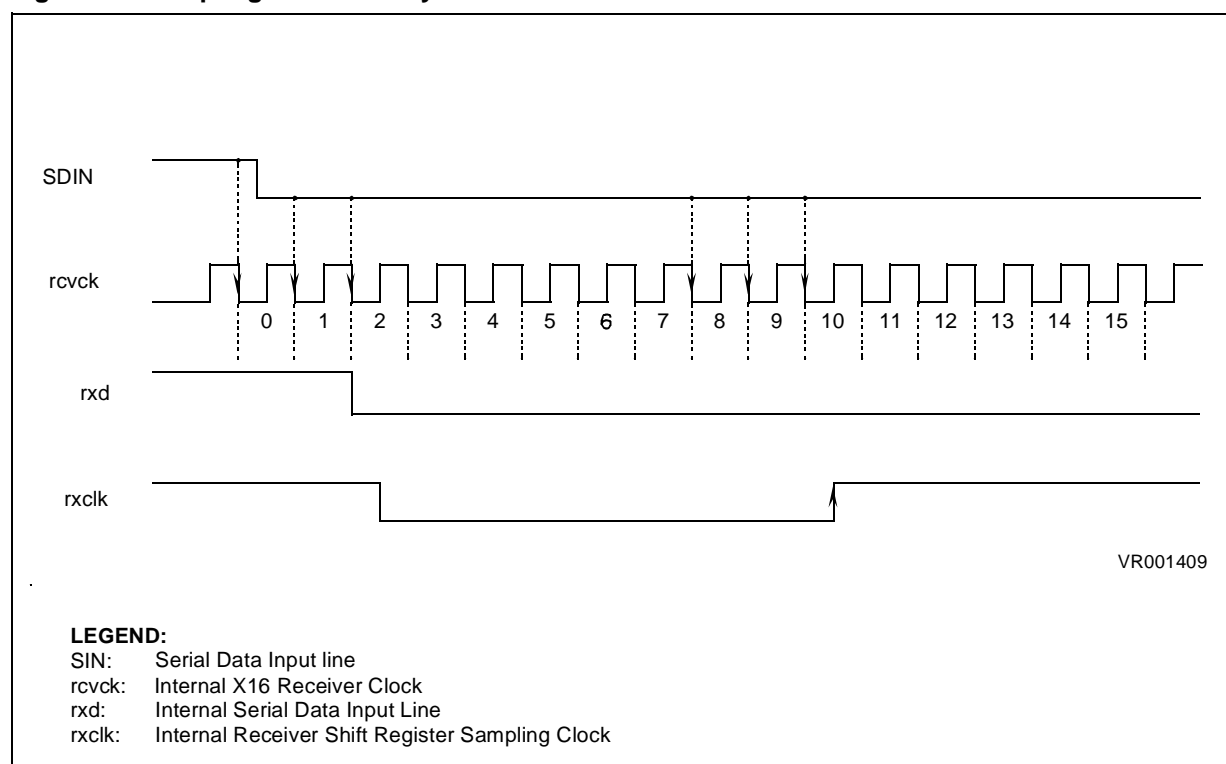 SDIN
rcvck
0 1 2 3 4 5 6 7 8 9 10 11 12 13 14 15
rxd
rxclk
VR001409
.
LEGEND:
SIN: Serial Data Input line
rcvck: Internal X16 Receiver Clock
rxd: Internal Serial Data Input Line
rxclk: Internal Receiver Shift Register Sampling Clock